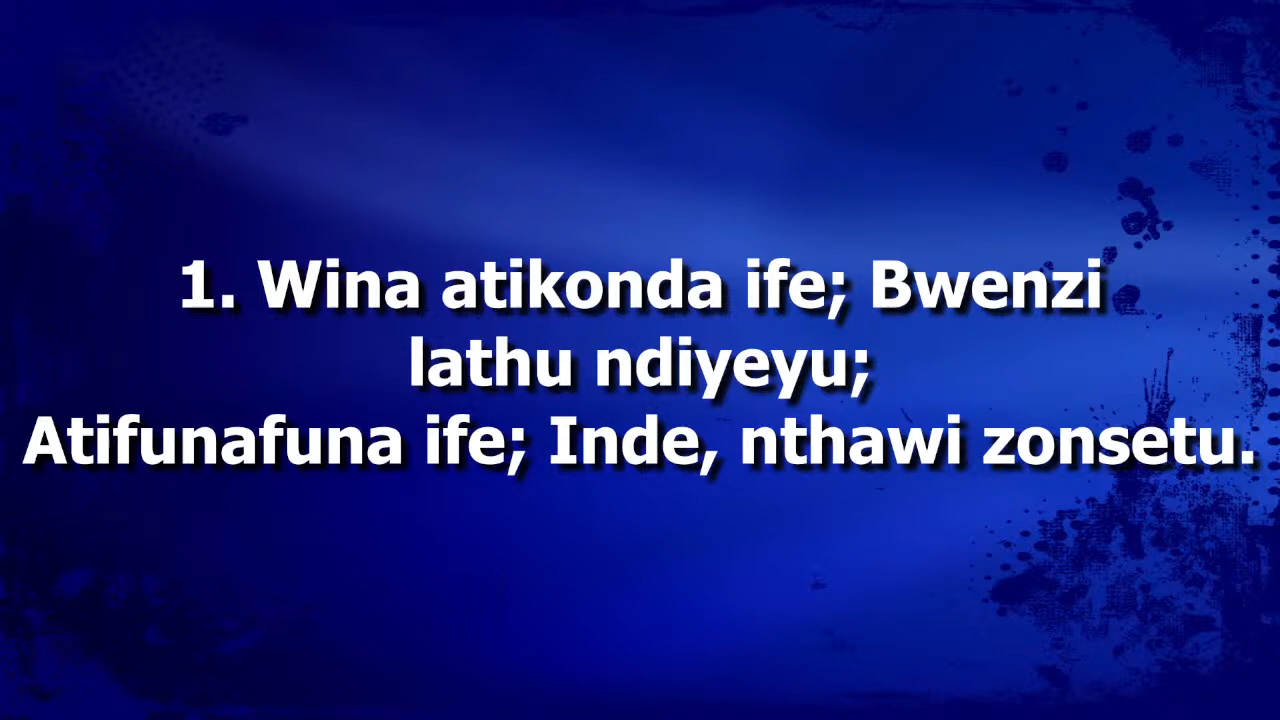 1. Wina atikonda ife; Bwenzi
lathu ndiyeyu;
Atifunafuna ife; Inde, nthawi zonsetu.